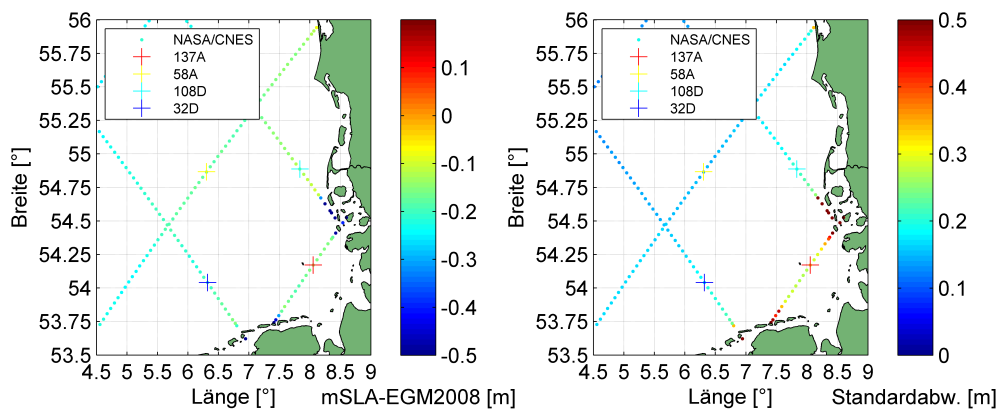 56
55.75
55.5
55.25
55
54.75
54.5
54.25
54
53.75
53.5
Breite [°]
4.5 5 5.5 6 6.5 7 7.5 8 8.5 9
Länge [°]
NASA/CNES
137A
58A
108D
32D
0.1
0
-0.1
-0.2
-0.3
-0.4
-0.5
mSLA-EGM2008 [m]
56
55.75
55.5
55.25
55
54.75
54.5
54.25
54
53.75
53.5
Breite [°]
4.5 5 5.5 6 6.5 7 7.5 8 8.5 9
Länge [°]
NASA/CNES
137A
58A
108D
32D
0.5
0.4
0.3
0.2
0.1
0
Standardabw. [m]